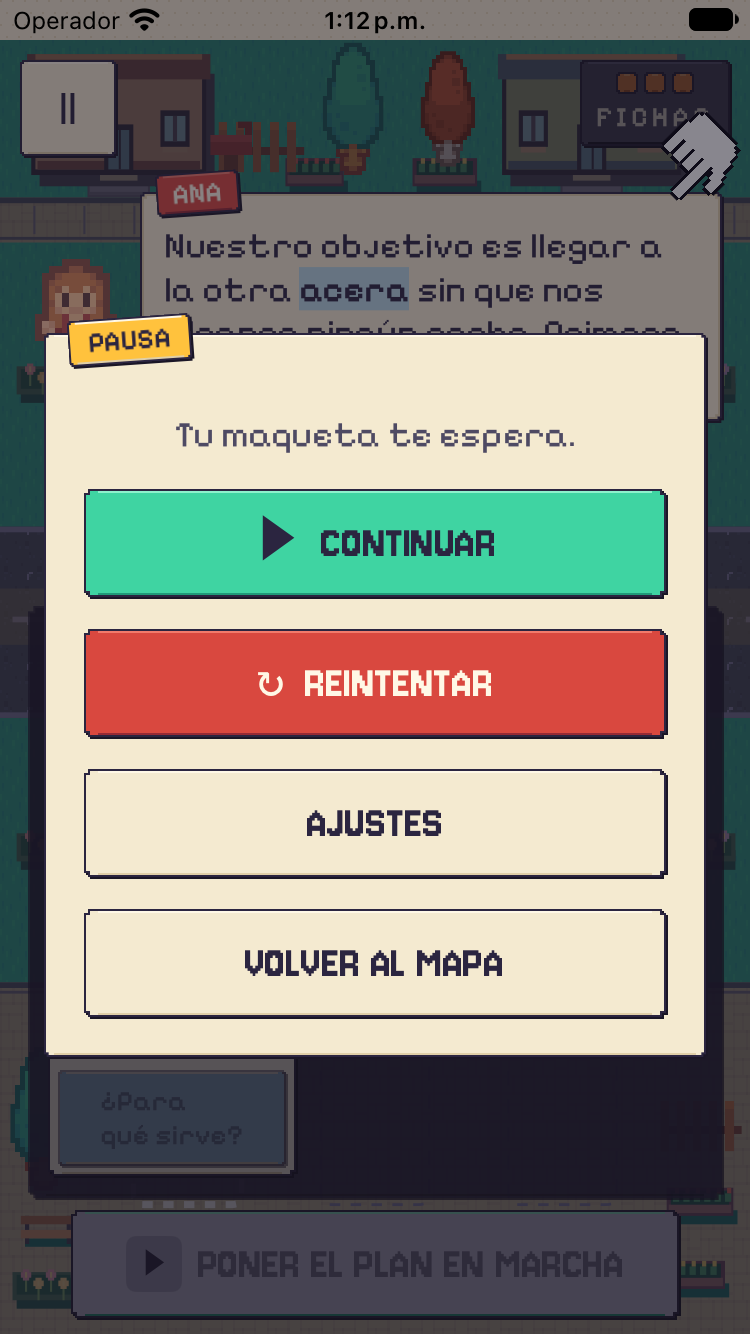 Operador
1:12 p.m.
FICHAS
ANA
Nuestro objetivo es llegar a
la otra acera sin que nos
PAUSA
Tu maqueta te espera.
CONTINUAR
↻ REINTENTAR
AJUSTES
VOLVER AL MAPA
¿Para
qué sirve?
PONER EL PLAN EN MARCHA